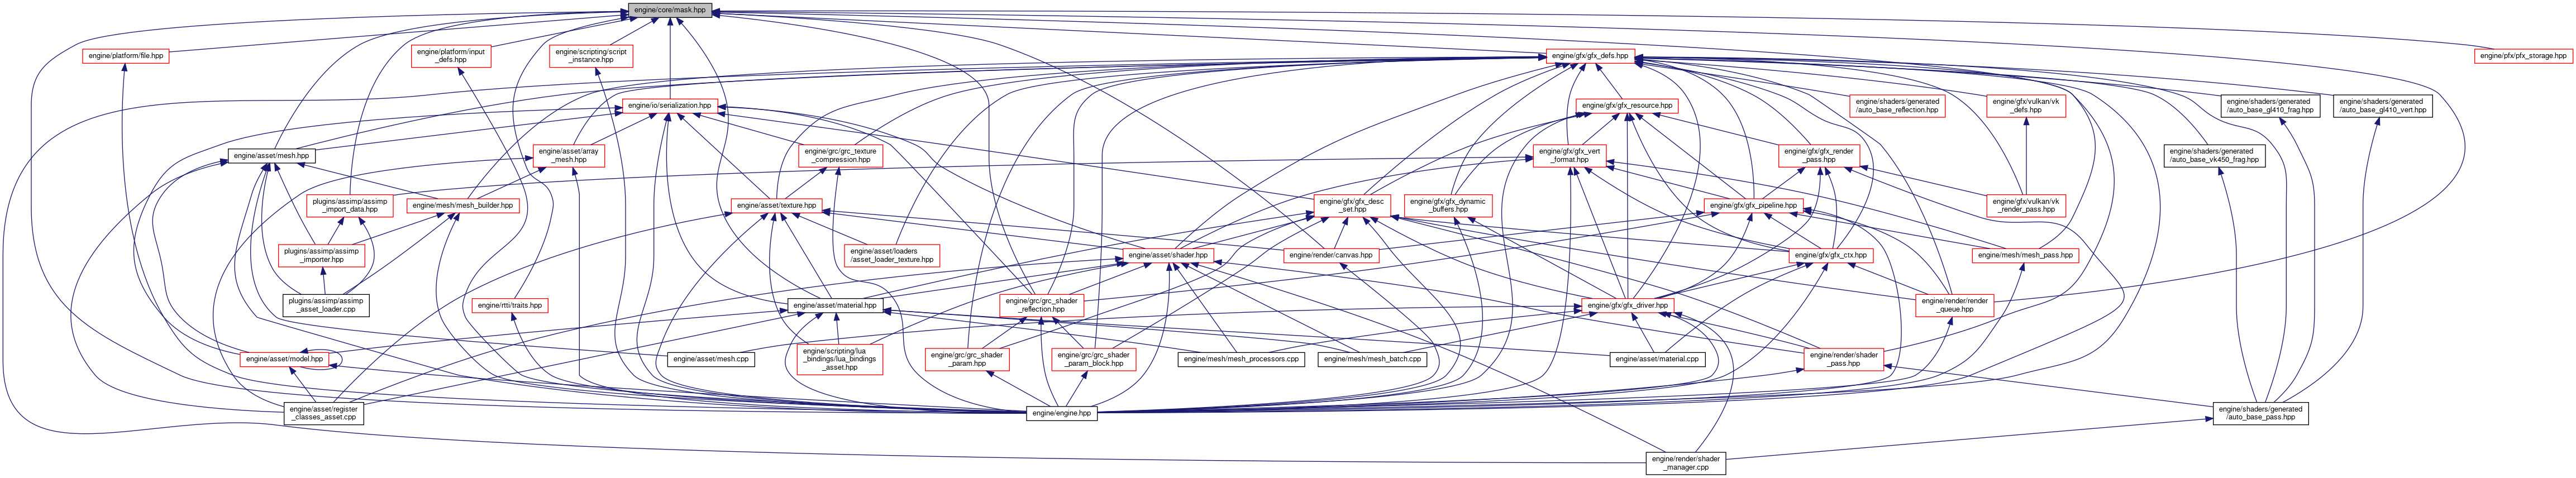 engine/core/mask.hpp
engine/platform/file.hpp
engine/platform/input
_defs.hpp
engine/scripting/script
_instance.hpp
engine/gfx/gfx_defs.hpp
engine/pfx/pfx_storage.hpp
engine/io/serialization.hpp
engine/gfx/gfx_resource.hpp
engine/shaders/generated
/auto_base_reflection.hpp
engine/gfx/vulkan/vk
_defs.hpp
engine/shaders/generated
/auto_base_gl410_frag.hpp
engine/shaders/generated
/auto_base_gl410_vert.hpp
engine/asset/mesh.hpp
engine/asset/array
_mesh.hpp
engine/grc/grc_texture
_compression.hpp
engine/gfx/gfx_vert
_format.hpp
engine/gfx/gfx_render
_pass.hpp
engine/shaders/generated
/auto_base_vk450_frag.hpp
plugins/assimp/assimp
_import_data.hpp
engine/mesh/mesh_builder.hpp
engine/asset/texture.hpp
engine/gfx/gfx_desc
_set.hpp
engine/gfx/gfx_dynamic
_buffers.hpp
engine/gfx/gfx_pipeline.hpp
engine/gfx/vulkan/vk
_render_pass.hpp
plugins/assimp/assimp
_importer.hpp
engine/asset/loaders
/asset_loader_texture.hpp
engine/asset/shader.hpp
engine/render/canvas.hpp
engine/gfx/gfx_ctx.hpp
engine/mesh/mesh_pass.hpp
plugins/assimp/assimp
_asset_loader.cpp
engine/rtti/traits.hpp
engine/asset/material.hpp
engine/grc/grc_shader
_reflection.hpp
engine/gfx/gfx_driver.hpp
engine/render/render
_queue.hpp
engine/asset/model.hpp
engine/asset/mesh.cpp
engine/scripting/lua
_bindings/lua_bindings
_asset.hpp
engine/grc/grc_shader
_param.hpp
engine/grc/grc_shader
_param_block.hpp
engine/mesh/mesh_processors.cpp
engine/mesh/mesh_batch.cpp
engine/asset/material.cpp
engine/render/shader
_pass.hpp
engine/asset/register
_classes_asset.cpp
engine/engine.hpp
engine/shaders/generated
/auto_base_pass.hpp
engine/render/shader
_manager.cpp